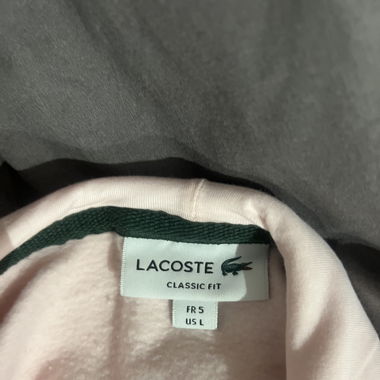 LACOSTE
CLASSIC FIT
FR 5
US L